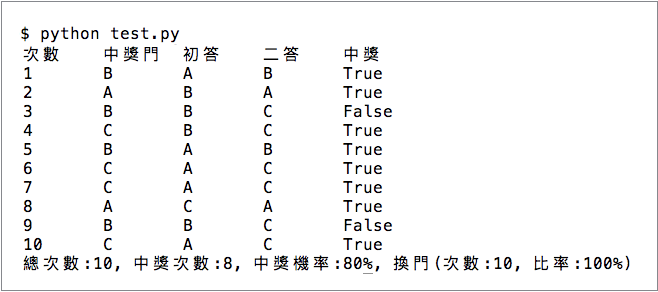 $ python test.py
次數 中獎門 初答 二答 中獎
1 B A B True
2 A B A True
3 B B C False
4 C B C True
5 B A B True
6 C A C True
7 C A C True
8 A C A True
9 B B C False
10 C A C True
總次數:10, 中獎次數:8, 中獎機率:80%, 換門(次數:10, 比率:100%)